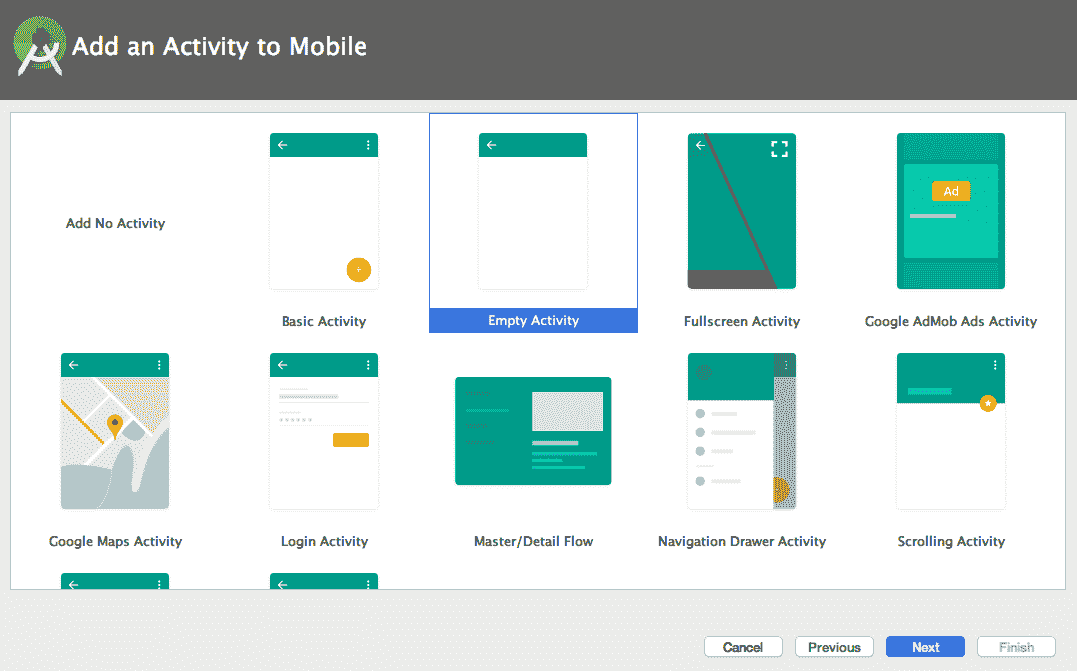 Add an Activity to Mobile
Add No Activity
Basic Activity
Empty Activity
Fullscreen Activity
Ad
Google AdMob Ads Activity
Google Maps Activity
Login Activity
Master/Detail Flow
Navigation Drawer Activity
Scrolling Activity
Cancel
Previous
Next
Finish